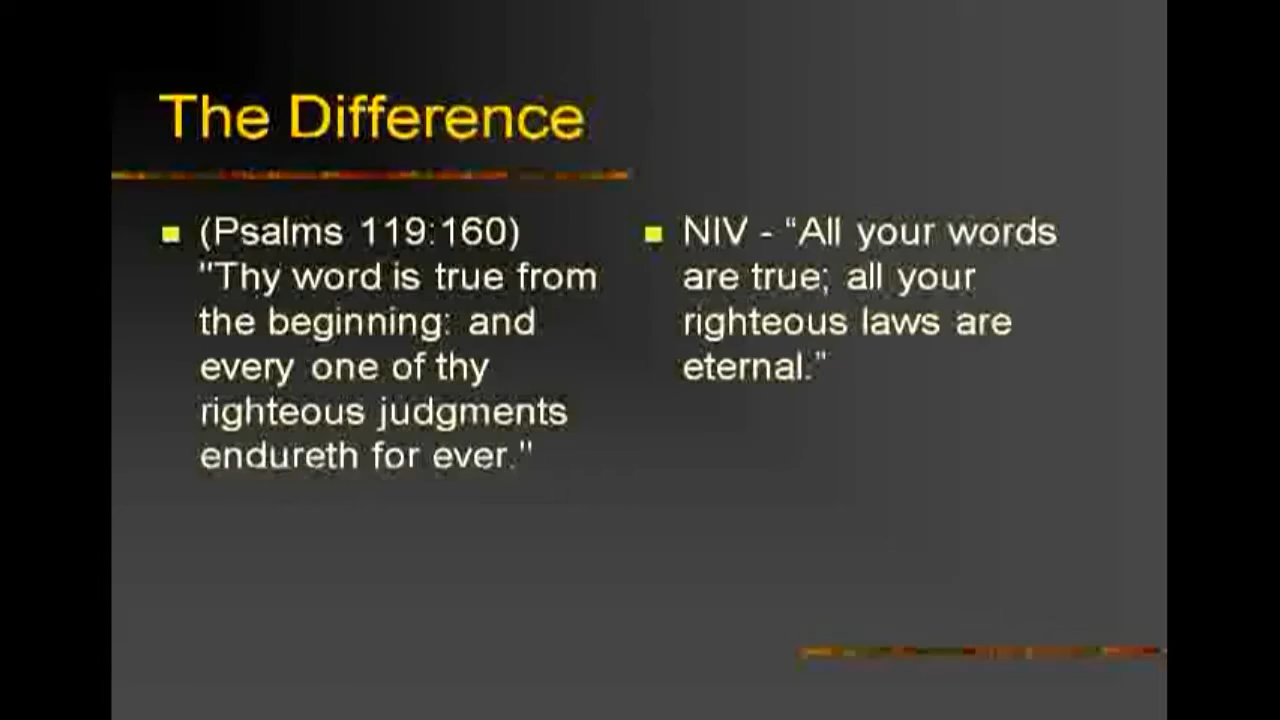 The Difference
(Psalms 119:160)
"Thy word is true from
the beginning: and
every one of thy
righteous judgments
endureth for ever."
NIV - “All your words
are true; all your
righteous laws are
eternal.”